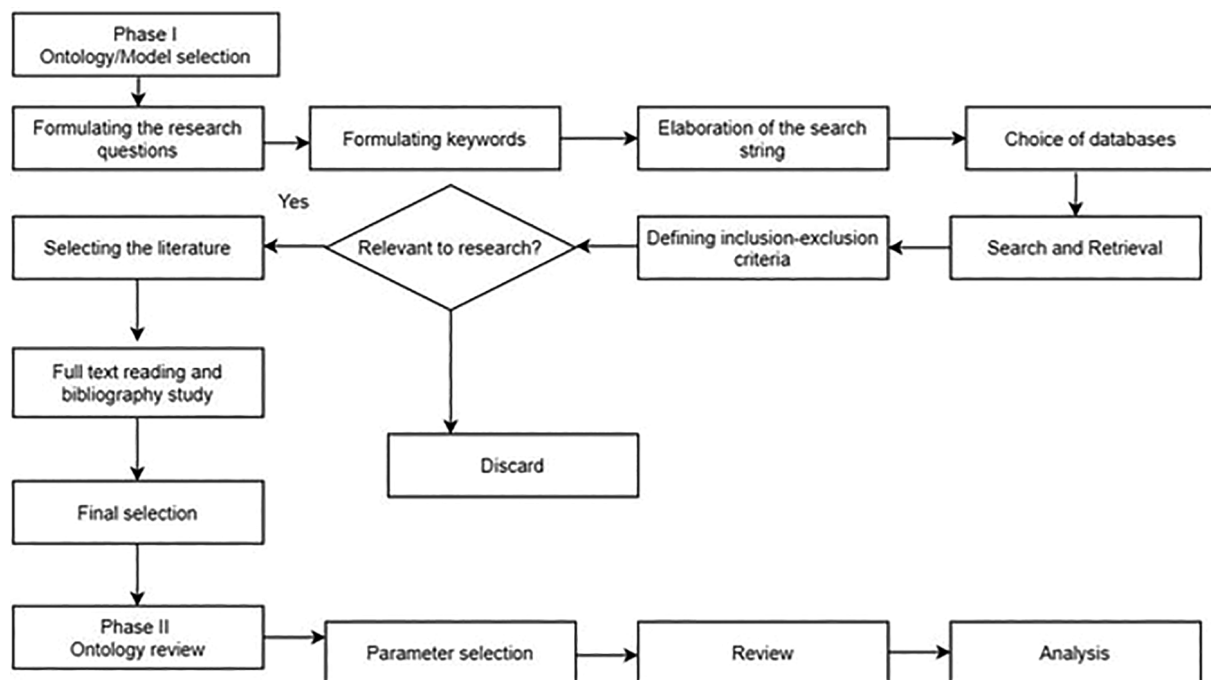 Phase I
Ontology/Model selection
Formulating the research
questions
Formulating keywords
Elaboration of the search
string
Choice of databases
Yes
Selecting the literature
Relevant to research?
Defining inclusion-exclusion
criteria
Search and Retrieval
Full text reading and
bibliography study
Discard
Final selection
Phase II
Ontology review
Parameter selection
Review
Analysis